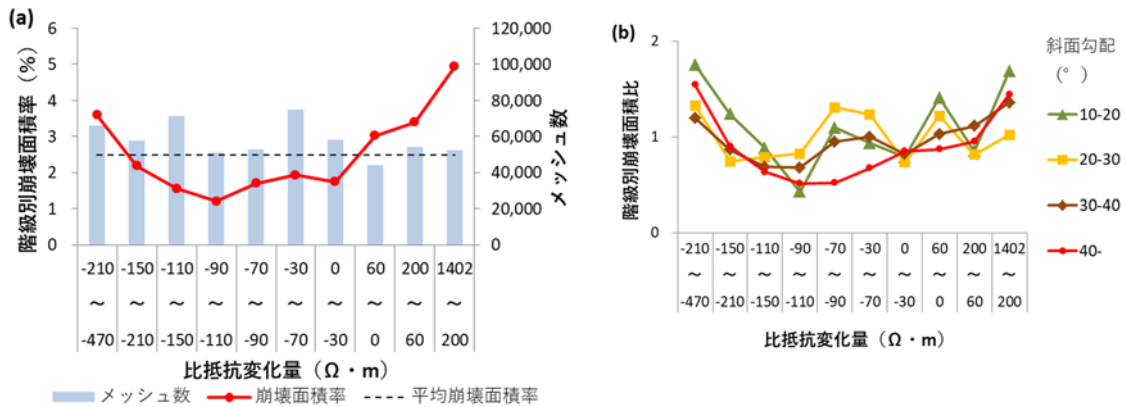 (a)
階級別崩壊面積率（%）
6
5
4
3
2
1
0
120,000
100,000
80,000
60,000
40,000
20,000
0
メッシュ数
-210 -150 -110 -90 -70 -30 0 60 200 1402
～ ～ ～ ～ ～ ～ ～ ～ ～ ～
-470 -210 -150 -110 -90 -70 -30 0 60 200
比抵抗変化量（Ω・m）
メッシュ数 崩壊面積率 平均崩壊面積率
(b)
階級別崩壊面積比
2
1
0
-210 -150 -110 -90 -70 -30 0 60 200 1402
～ ～ ～ ～ ～ ～ ～ ～ ～ ～
-470 -210 -150 -110 -90 -70 -30 0 60 200
比抵抗変化量（Ω・m）
斜面勾配
（°）
10-20
20-30
30-40
40-